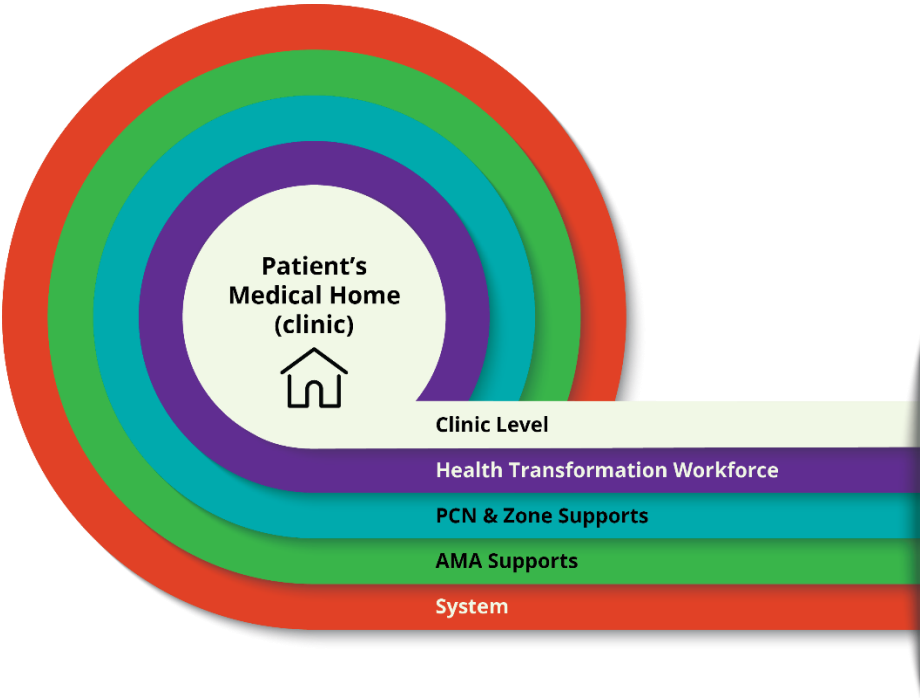 Patient’s
Medical Home
(clinic)
Clinic Level
Health Transformation Workforce
PCN & Zone Supports
AMA Supports
System